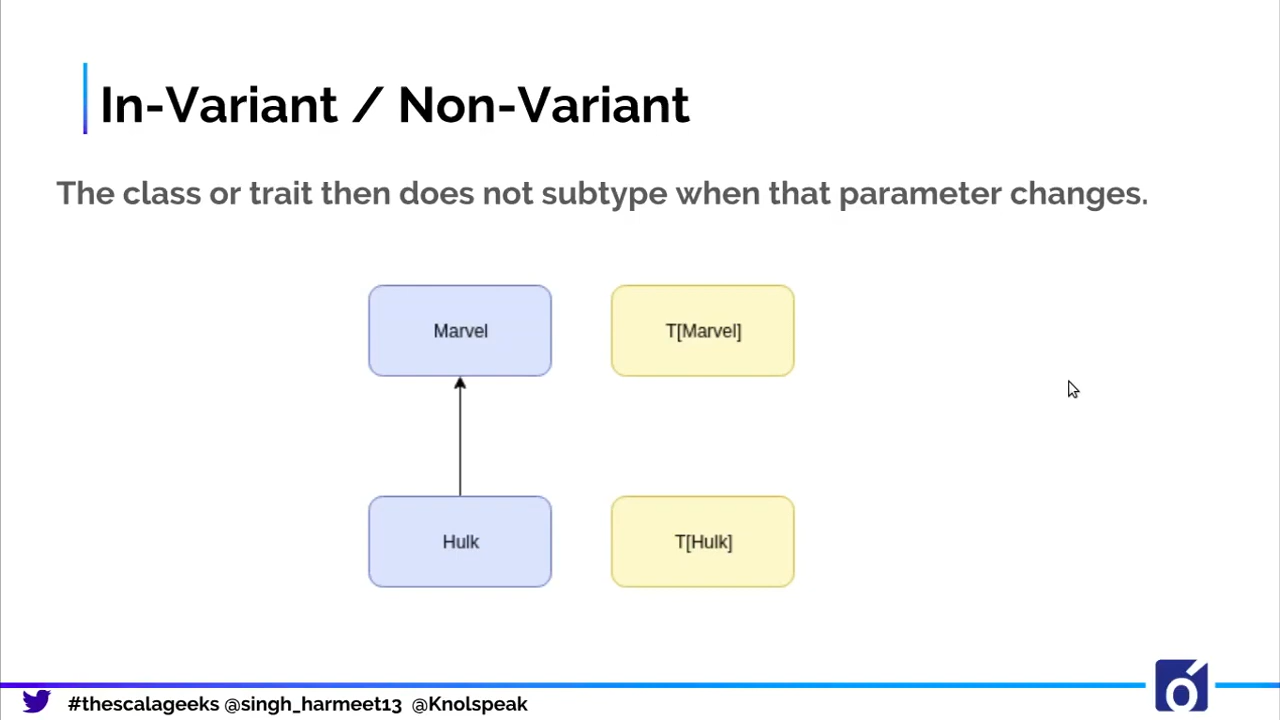 In-Variant / Non-Variant
The class or trait then does not subtype when that parameter changes.
Marvel
T[Marvel]
Hulk
T[Hulk]
#thescalageeks @singh_harmeet13 @Knolspeak